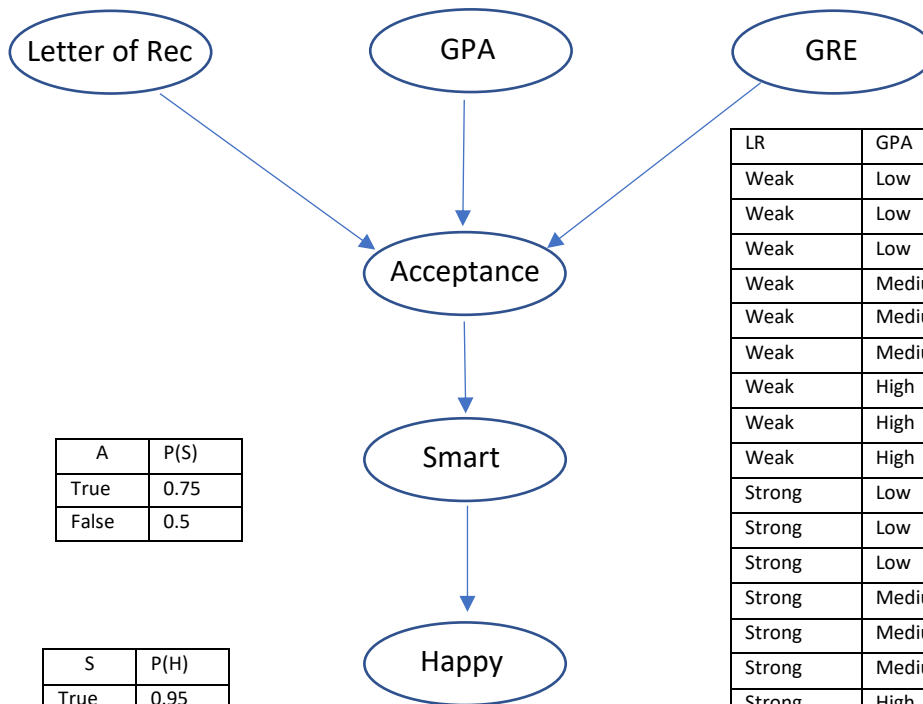 Letter of Rec
GPA
GRE
LR GPA
Weak Low
Weak Low
Weak Low
Weak
Weak
Weak
Weak High
Weak High
Weak High
Strong Low
Strong Low
Strong Low
Strong
Strong
Strong
Strong High
Acceptance
Smart
Happy
A P(S)
True 0.75
False 0.5
S P(H)
True 0.95